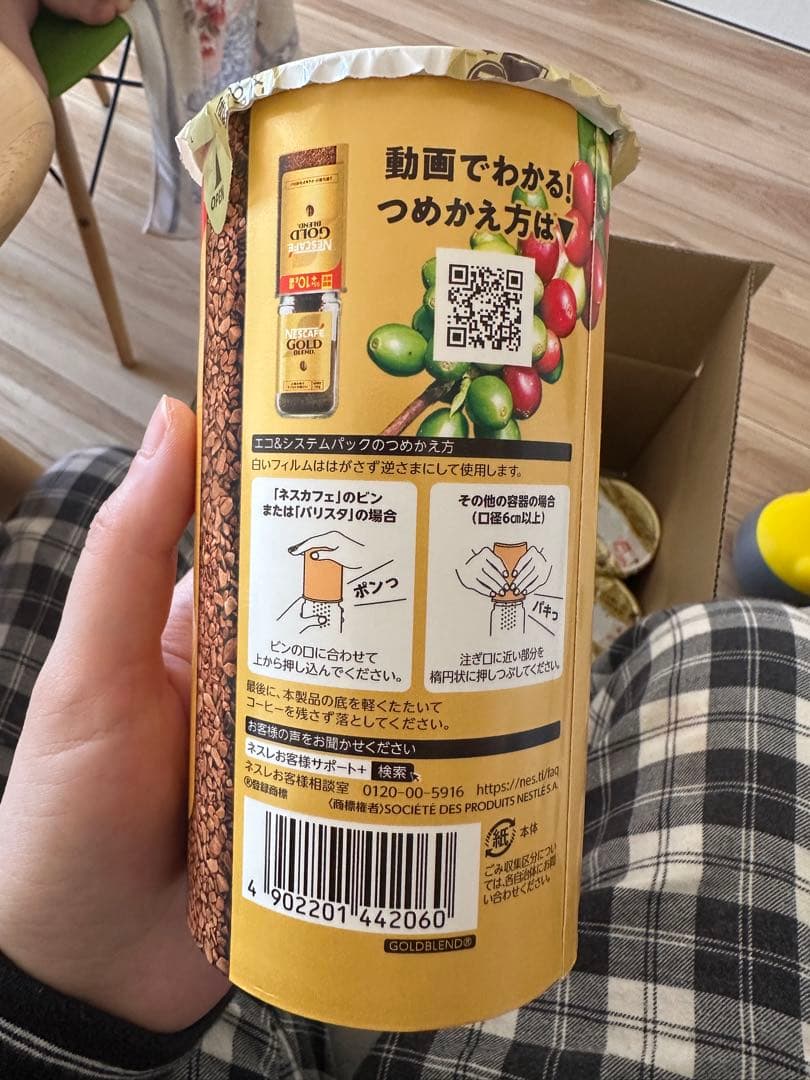 OPEN
動画でわかる!
つめかえ方は▼
NESCAFÉ
GOLD
BLEND
NESCAFÉ
GOLD
BLEND
エコ&システムパックのつめかえ方
白いフィルムははがさず逆さまにして使用します。
「ネスカフェ」のビン
または「バリスタ」の場合
ポンっ
ビンの口に合わせて
上から押し込んでください。
その他の容器の場合
(口径6cm以上)
パキっ
注ぎ口に近い部分を
楕円状に押しつぶしてください。
最後に、本製品の底を軽くたたいて
コーヒーを残さず落としてください。
お客様の声をお聞かせください
ネスレお客様サポート+ 検索
ネスレお客様相談室 0120-00-5916 https://nes.tl/faq
®登録商標 〈商標権者〉SOCIÉTÉ DES PRODUITS NESTLÉ S.A.
紙 本体
ごみ収集区分につい
ては、各自治体にお問
い合わせください。
4 902201 442060
GOLDBLEND®